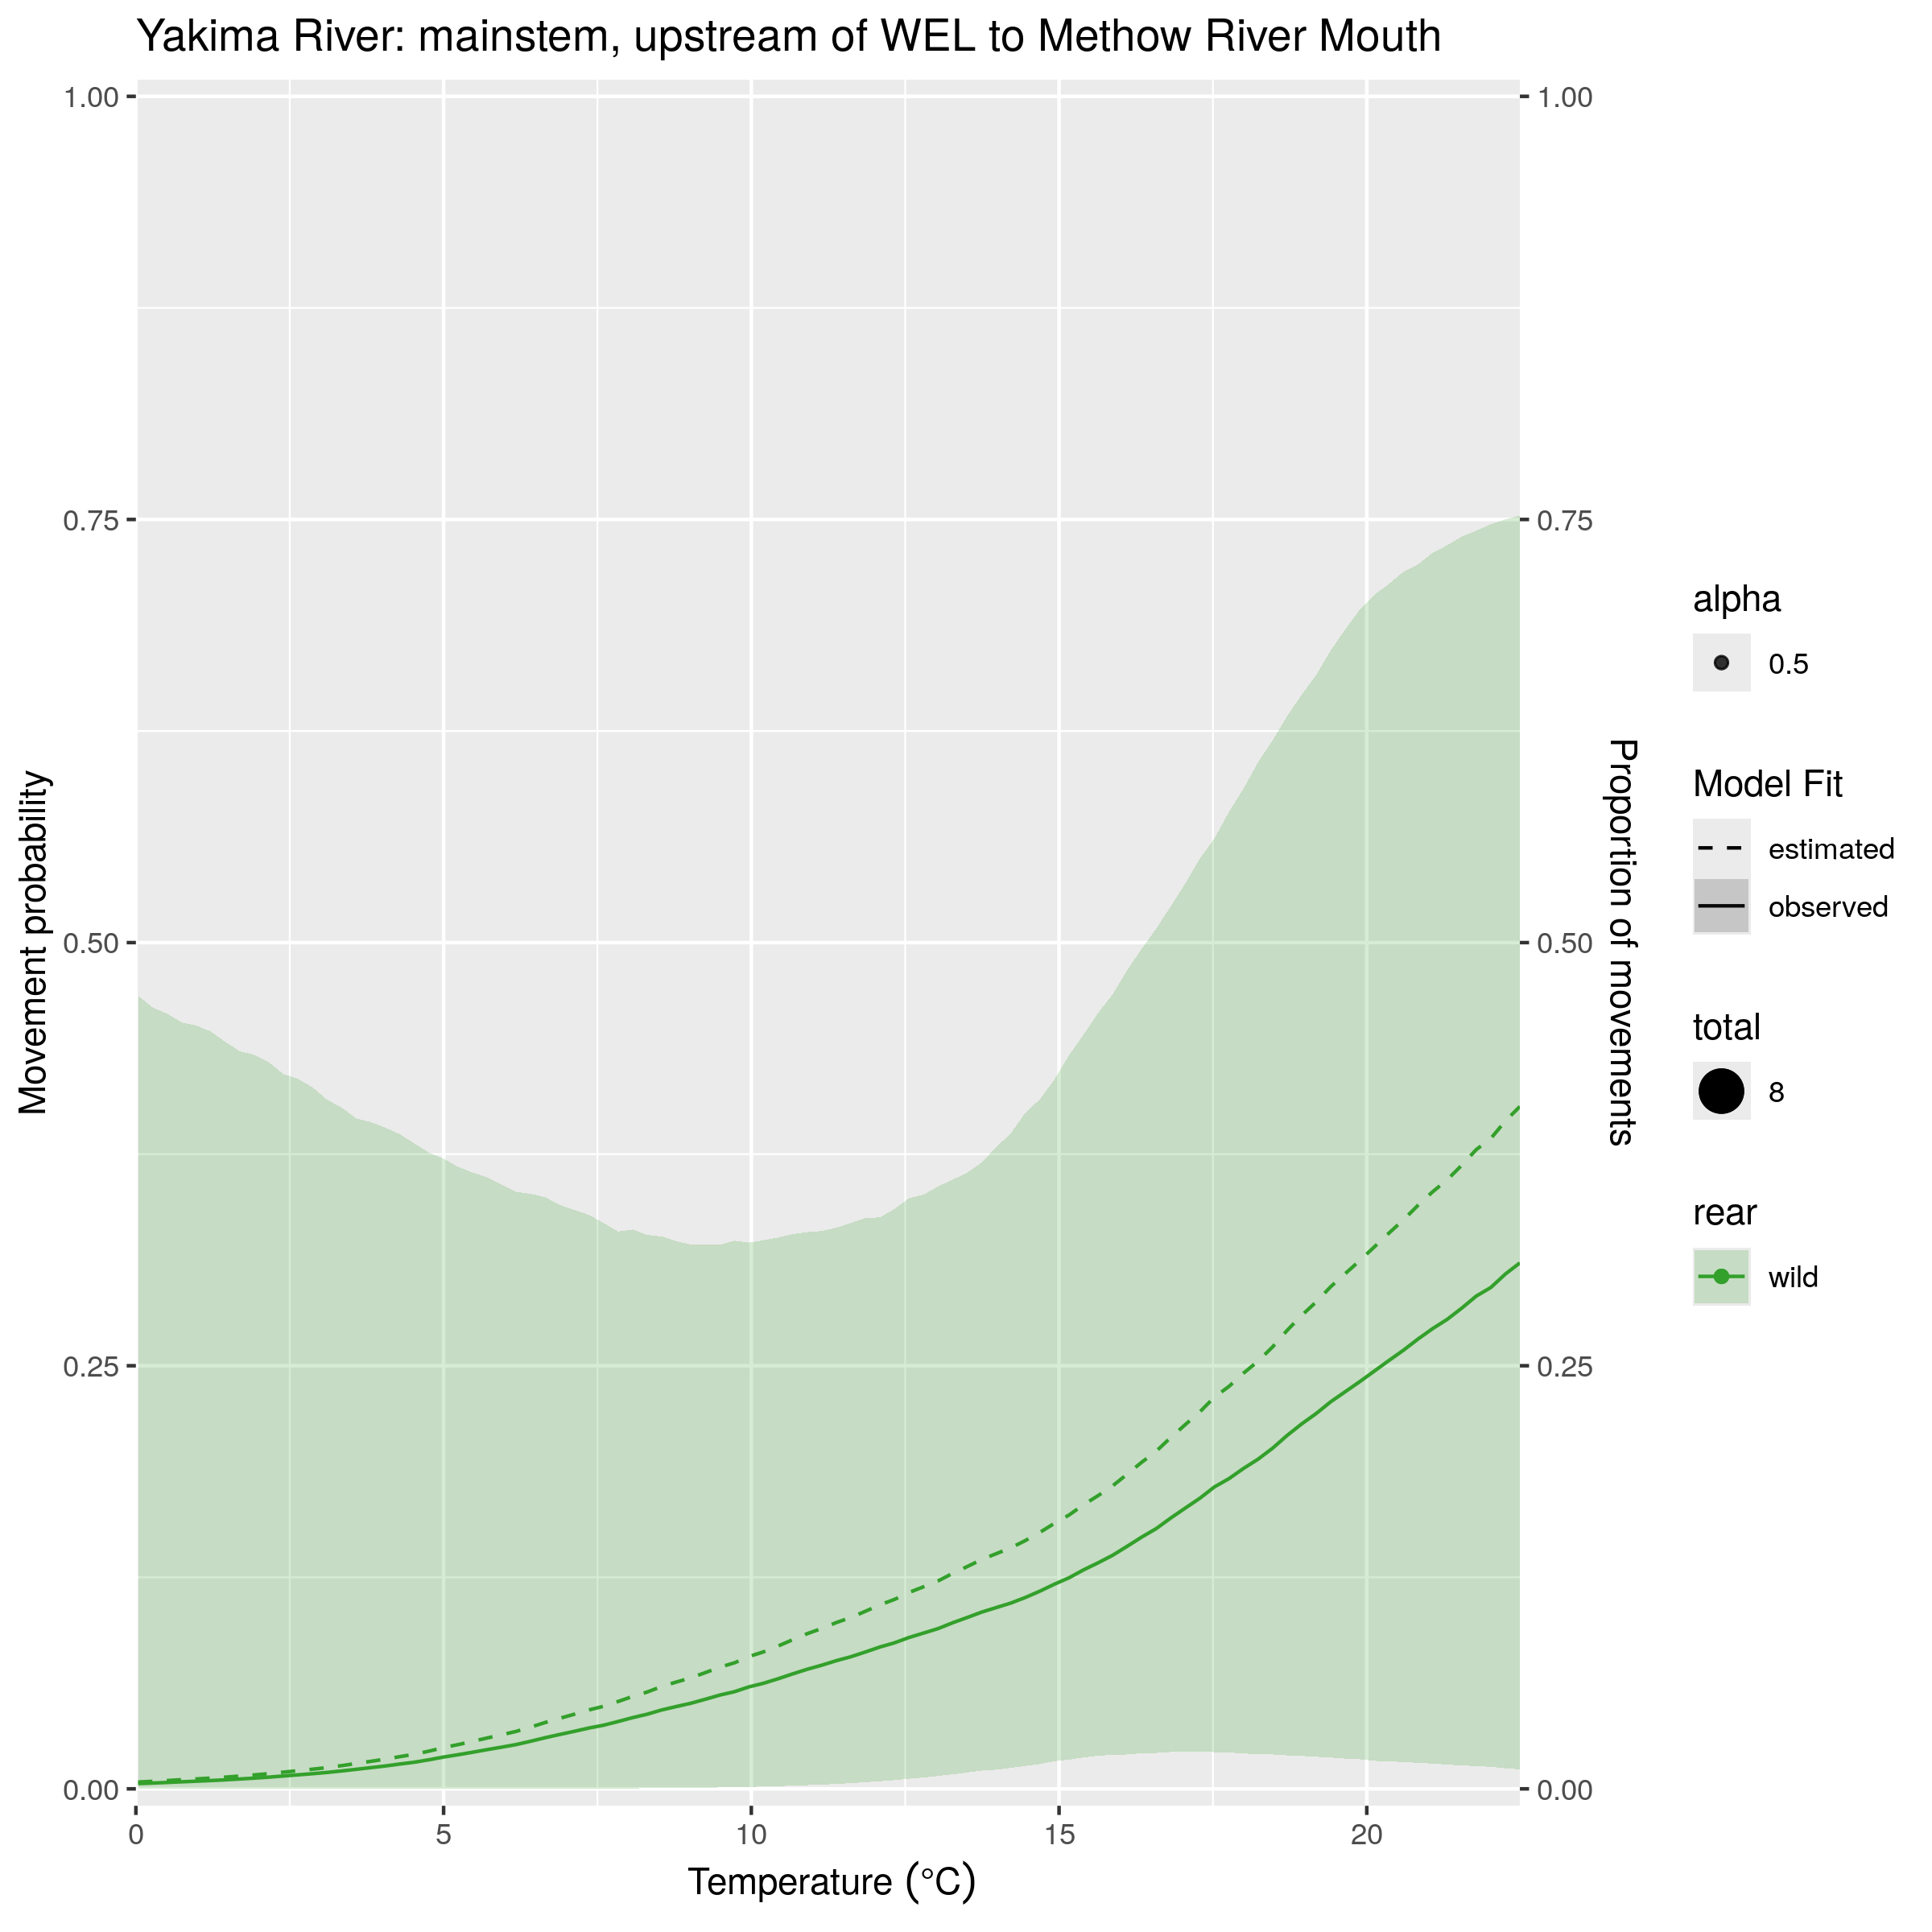 Yakima River: mainstem, upstream of WEL to Methow River Mouth
1.00
0.75
0.50
0.25
0.00
Movement probability
0
5
10
15
20
Temperature (°C)
1.00
0.75
0.50
0.25
0.00
Proportion of movements
alpha
0.5
Model Fit
estimated
observed
total
8
rear
wild